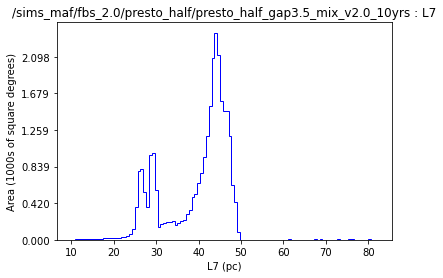 /sims_maf/fbs_2.0/presto_half/presto_half_gap3.5_mix_v2.0_10yrs : L7
Area (1000s of square degrees)
2.098
1.679
1.259
0.839
0.420
0.000
10 20 30 40 50 60 70 80
L7 (pc)